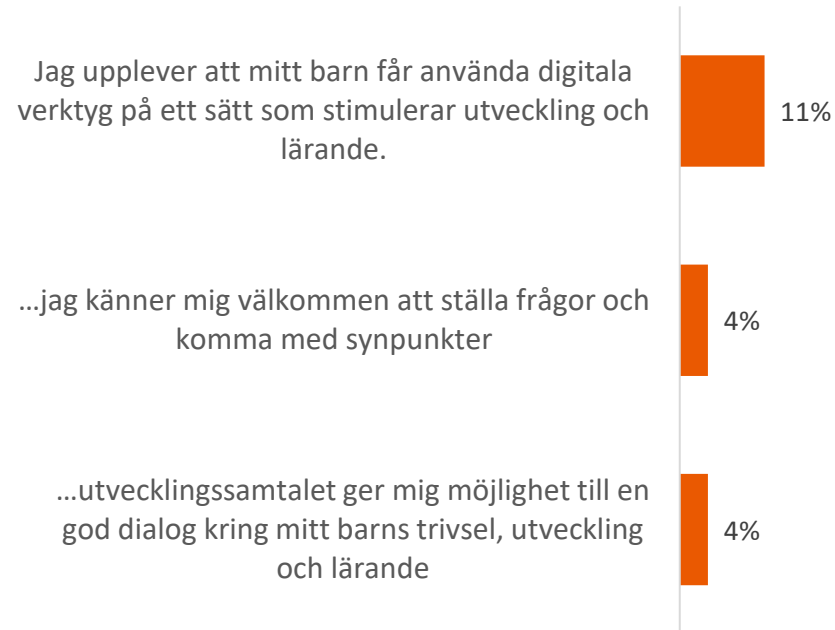 Jag upplever att mitt barn får använda digitala
verktyg på ett sätt som stimulerar utveckling och
lärande.
11%
...jag känner mig välkommen att ställa frågor och
komma med synpunkter
4%
...utvecklingssamtalet ger mig möjlighet till en
god dialog kring mitt barns trivsel, utveckling
och lärande
4%